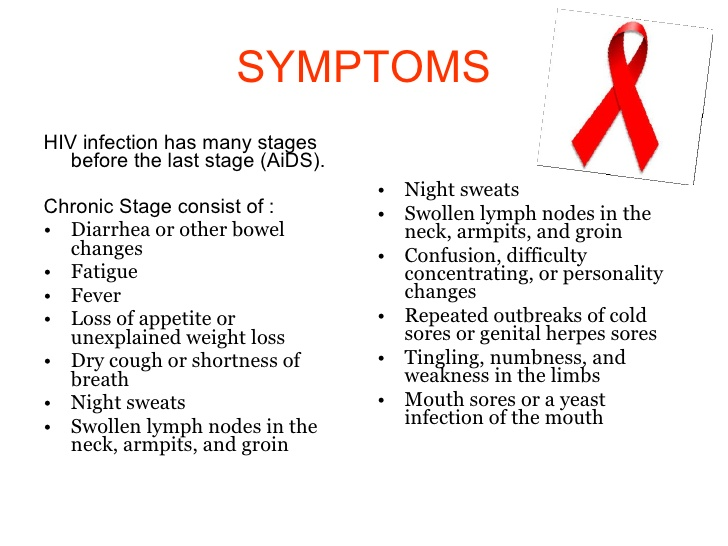 SYMPTOMS
HIV infection has many stages
before the last stage (AiDS).
Chronic Stage consist of :
• Diarrhea or other bowel
changes
• Fatigue
• Fever
• Loss of appetite or
unexplained weight loss
• Dry cough or shortness of
breath
• Night sweats
• Swollen lymph nodes in the
neck, armpits, and groin
• Night sweats
• Swollen lymph nodes in the
neck, armpits, and groin
• Confusion, difficulty
concentrating, or personality
changes
• Repeated outbreaks of cold
sores or genital herpes sores
• Tingling, numbness, and
weakness in the limbs
• Mouth sores or a yeast
infection of the mouth